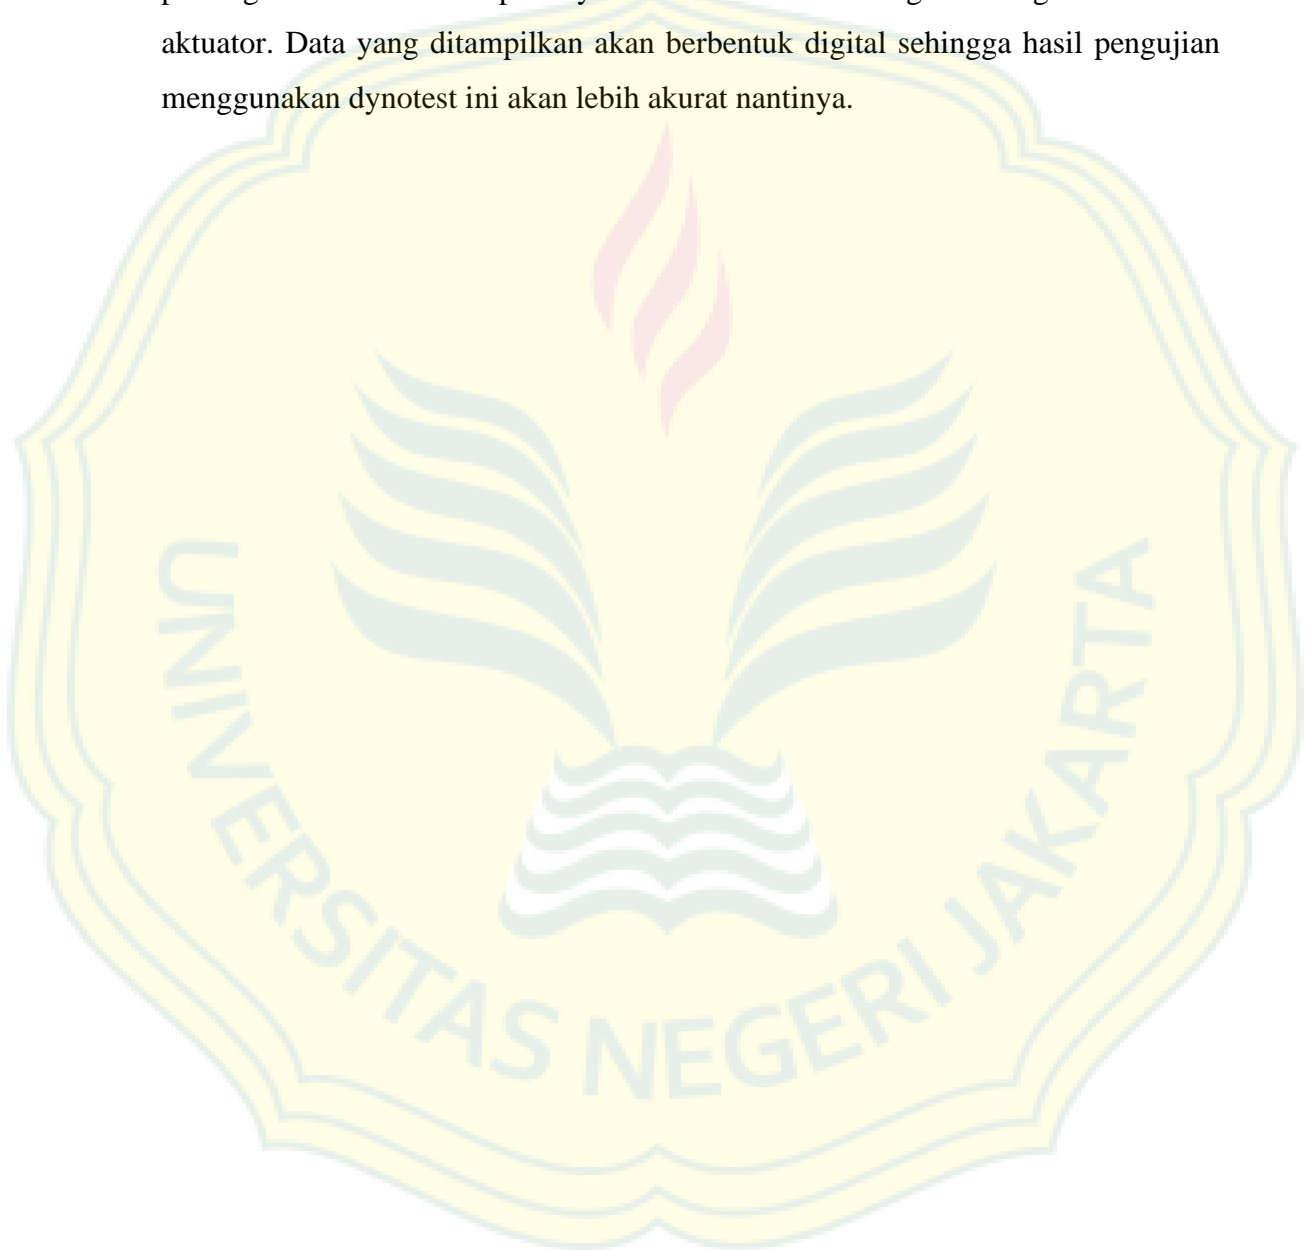 aktuator. Data yang ditampilkan akan berbentuk digital sehingga hasil pengujian
menggunakan dynotest ini akan lebih akurat nantinya.
UNIVERSITAS NEGERI JAKARTA